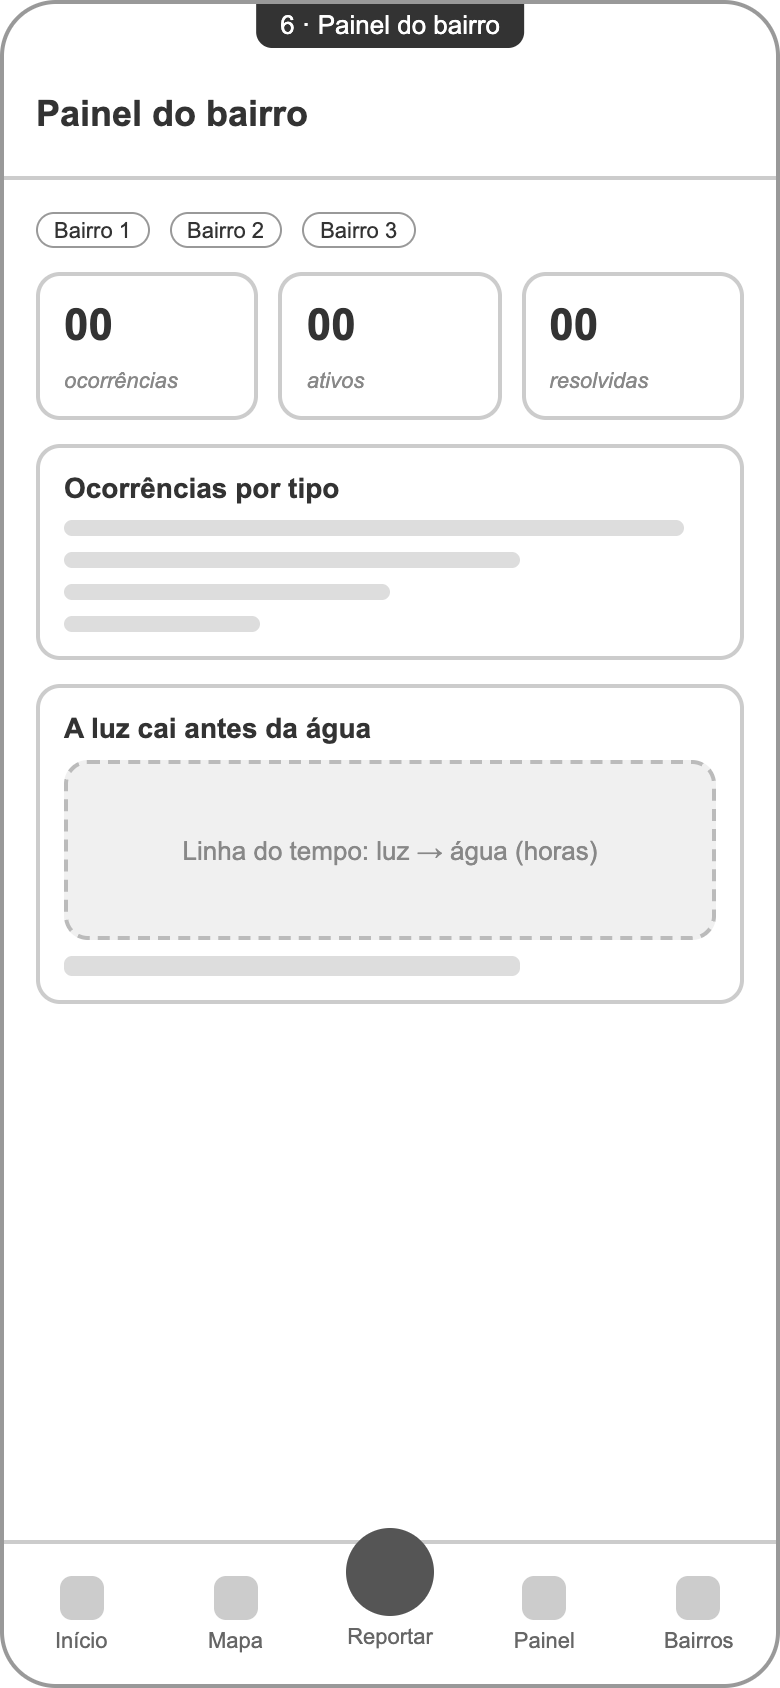 6 · Painel do bairro
Painel do bairro
Bairro 1 Bairro 2 Bairro 3
00 00 00
ocorrências ativos resolvidas
Ocorrências por tipo
A luz cai antes da água
Linha do tempo: luz → água (horas)
Início Mapa Reportar Painel Bairros